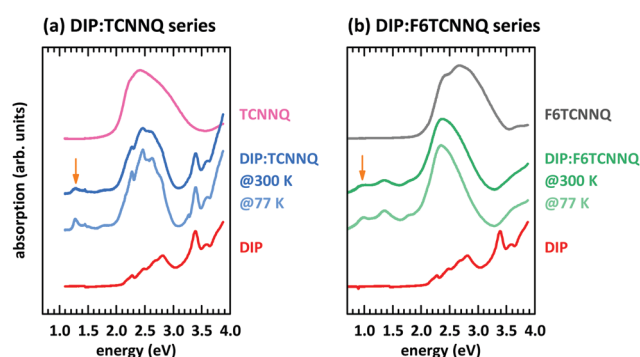 (a) DIP:TCNNQ series
(b) DIP:F6TCNNQ series
absorption (arb. units)
TCNNQ
DIP:TCNNQ
@300 K
@77 K
DIP
1.0 1.5 2.0 2.5 3.0 3.5 4.0
energy (eV)
F6TCNNQ
DIP:F6TCNNQ
@300 K
@77 K
DIP
1.0 1.5 2.0 2.5 3.0 3.5 4.0
energy (eV)